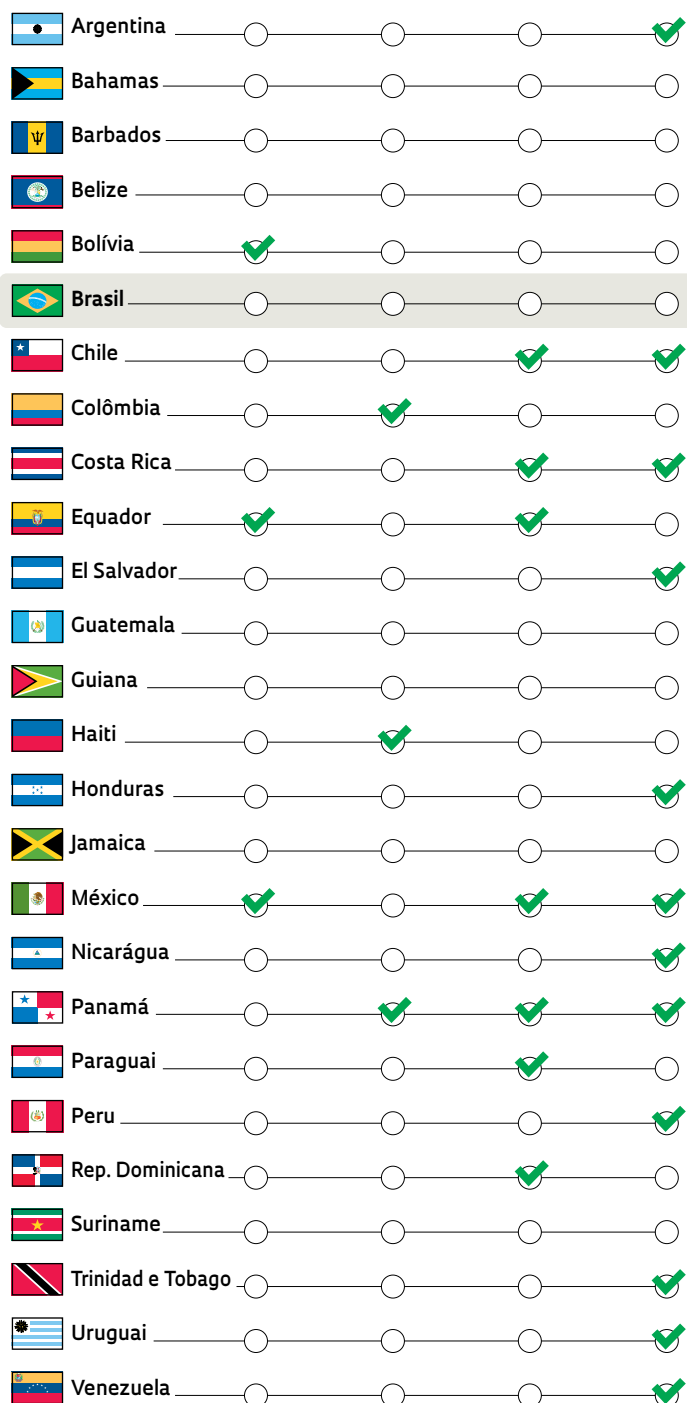 Argentina
Bahamas
Barbados
Belize
Bolívia
Brasil
Chile
Colômbia
Costa Rica
Equador
El Salvador
Guatemala
Guiana
Haiti
Honduras
Jamaica
México
Nicarágua
Panamá
Paraguai
Peru
Rep. Dominicana
Suriname
Trinidad e Tobago
Uruguai
Venezuela